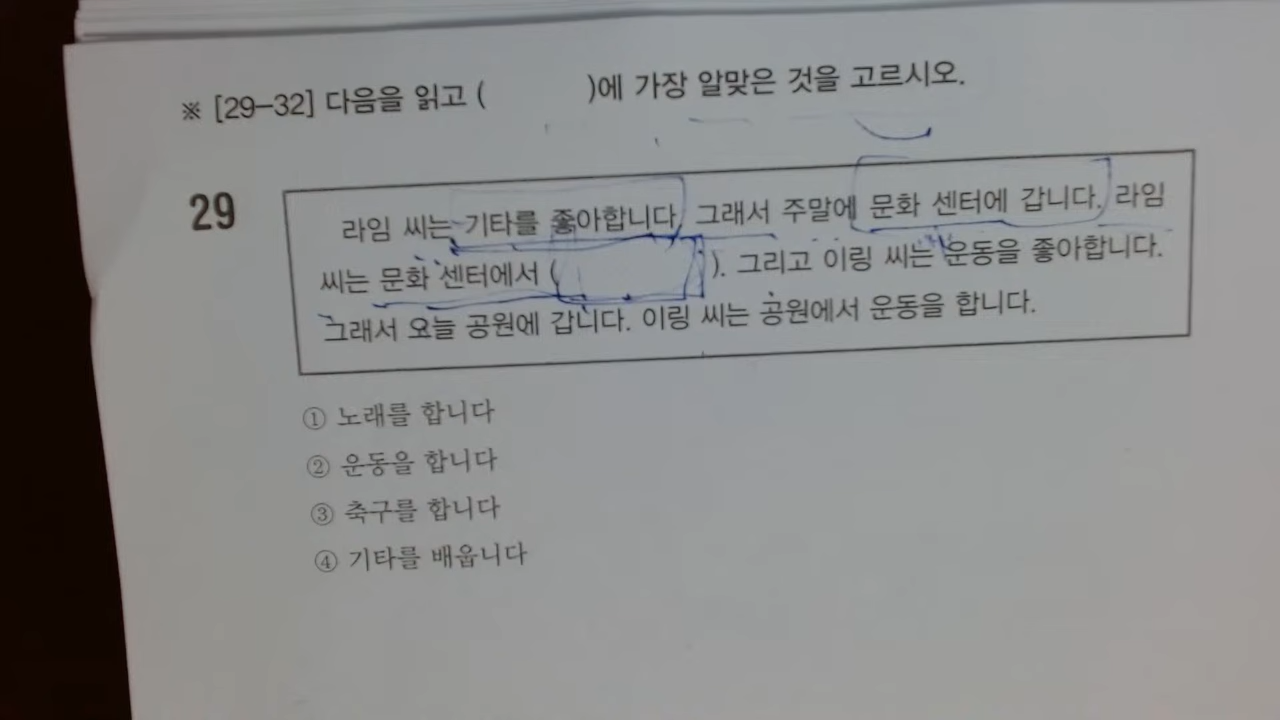 ※ [29-32] 다음을 읽고 ( )에 가장 알맞은 것을 고르시오.
29
라임 씨는 기타를 좋아합니다. 그래서 주말에 문화 센터에 갑니다. 라임
씨는 문화 센터에서 ( ). 그리고 이링 씨는 운동을 좋아합니다.
그래서 오늘 공원에 갑니다. 이링 씨는 공원에서 운동을 합니다.
① 노래를 합니다
② 운동을 합니다
③ 축구를 합니다
④ 기타를 배웁니다